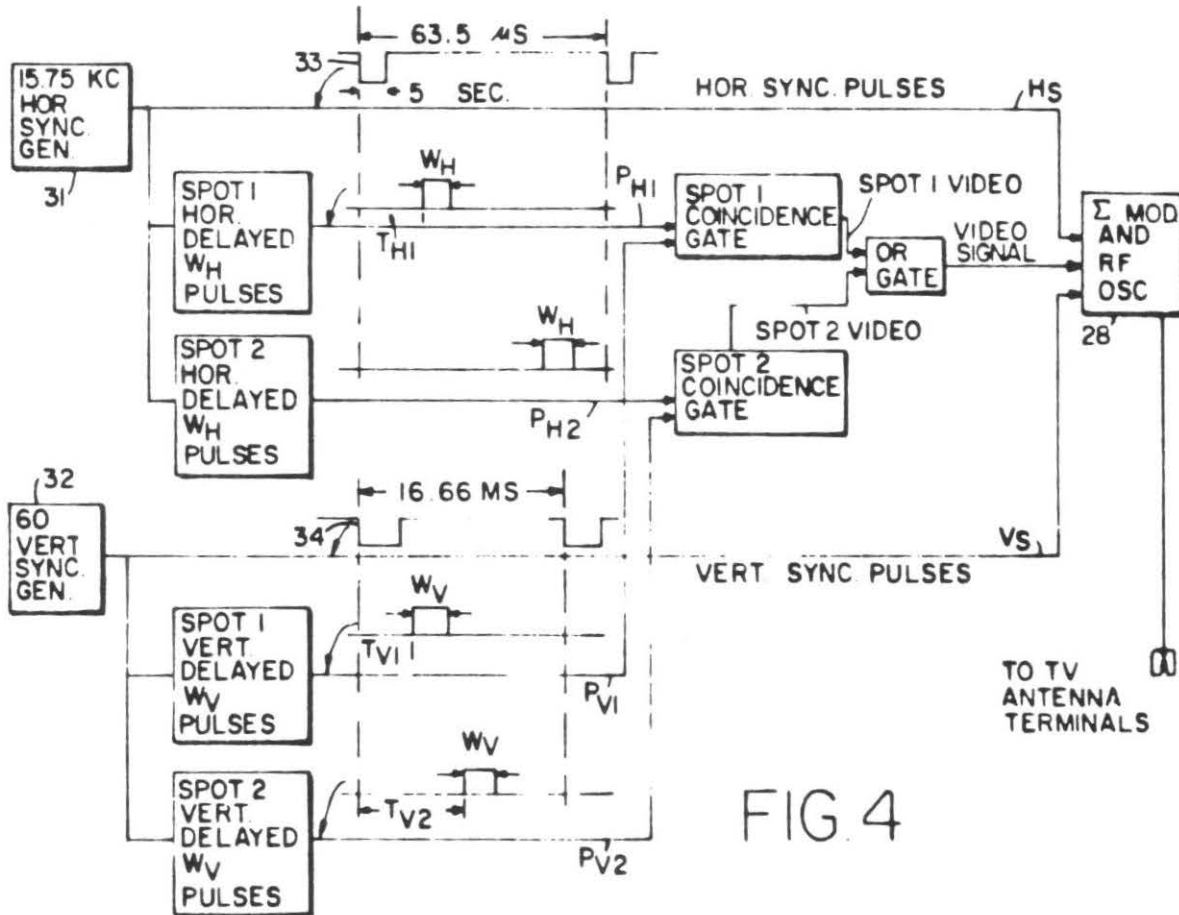 63.5 µS
33
15.75 KC
HOR
SYNC.
GEN.
31
5 SEC.
HOR. SYNC. PULSES
HS
SPOT 1
HOR.
DELAYED
WH
PULSES
WH
TH1
PH1
SPOT 1
COINCIDENCE
GATE
SPOT 1 VIDEO
OR
GATE
VIDEO
SIGNAL
Σ MOD
AND
RF
OSC
28
SPOT 2 VIDEO
SPOT 2
HOR.
DELAYED
WH
PULSES
WH
PH2
SPOT 2
COINCIDENCE
GATE
32
60
VERT
SYNC.
GEN.
16.66 MS
34
VS
VERT. SYNC. PULSES
SPOT 1
VERT.
DELAYED
WV
PULSES
WV
TV1
PV1
TO TV
ANTENNA
TERMINALS
SPOT 2
VERT.
DELAYED
WV
PULSES
WV
TV2
PV2
FIG. 4